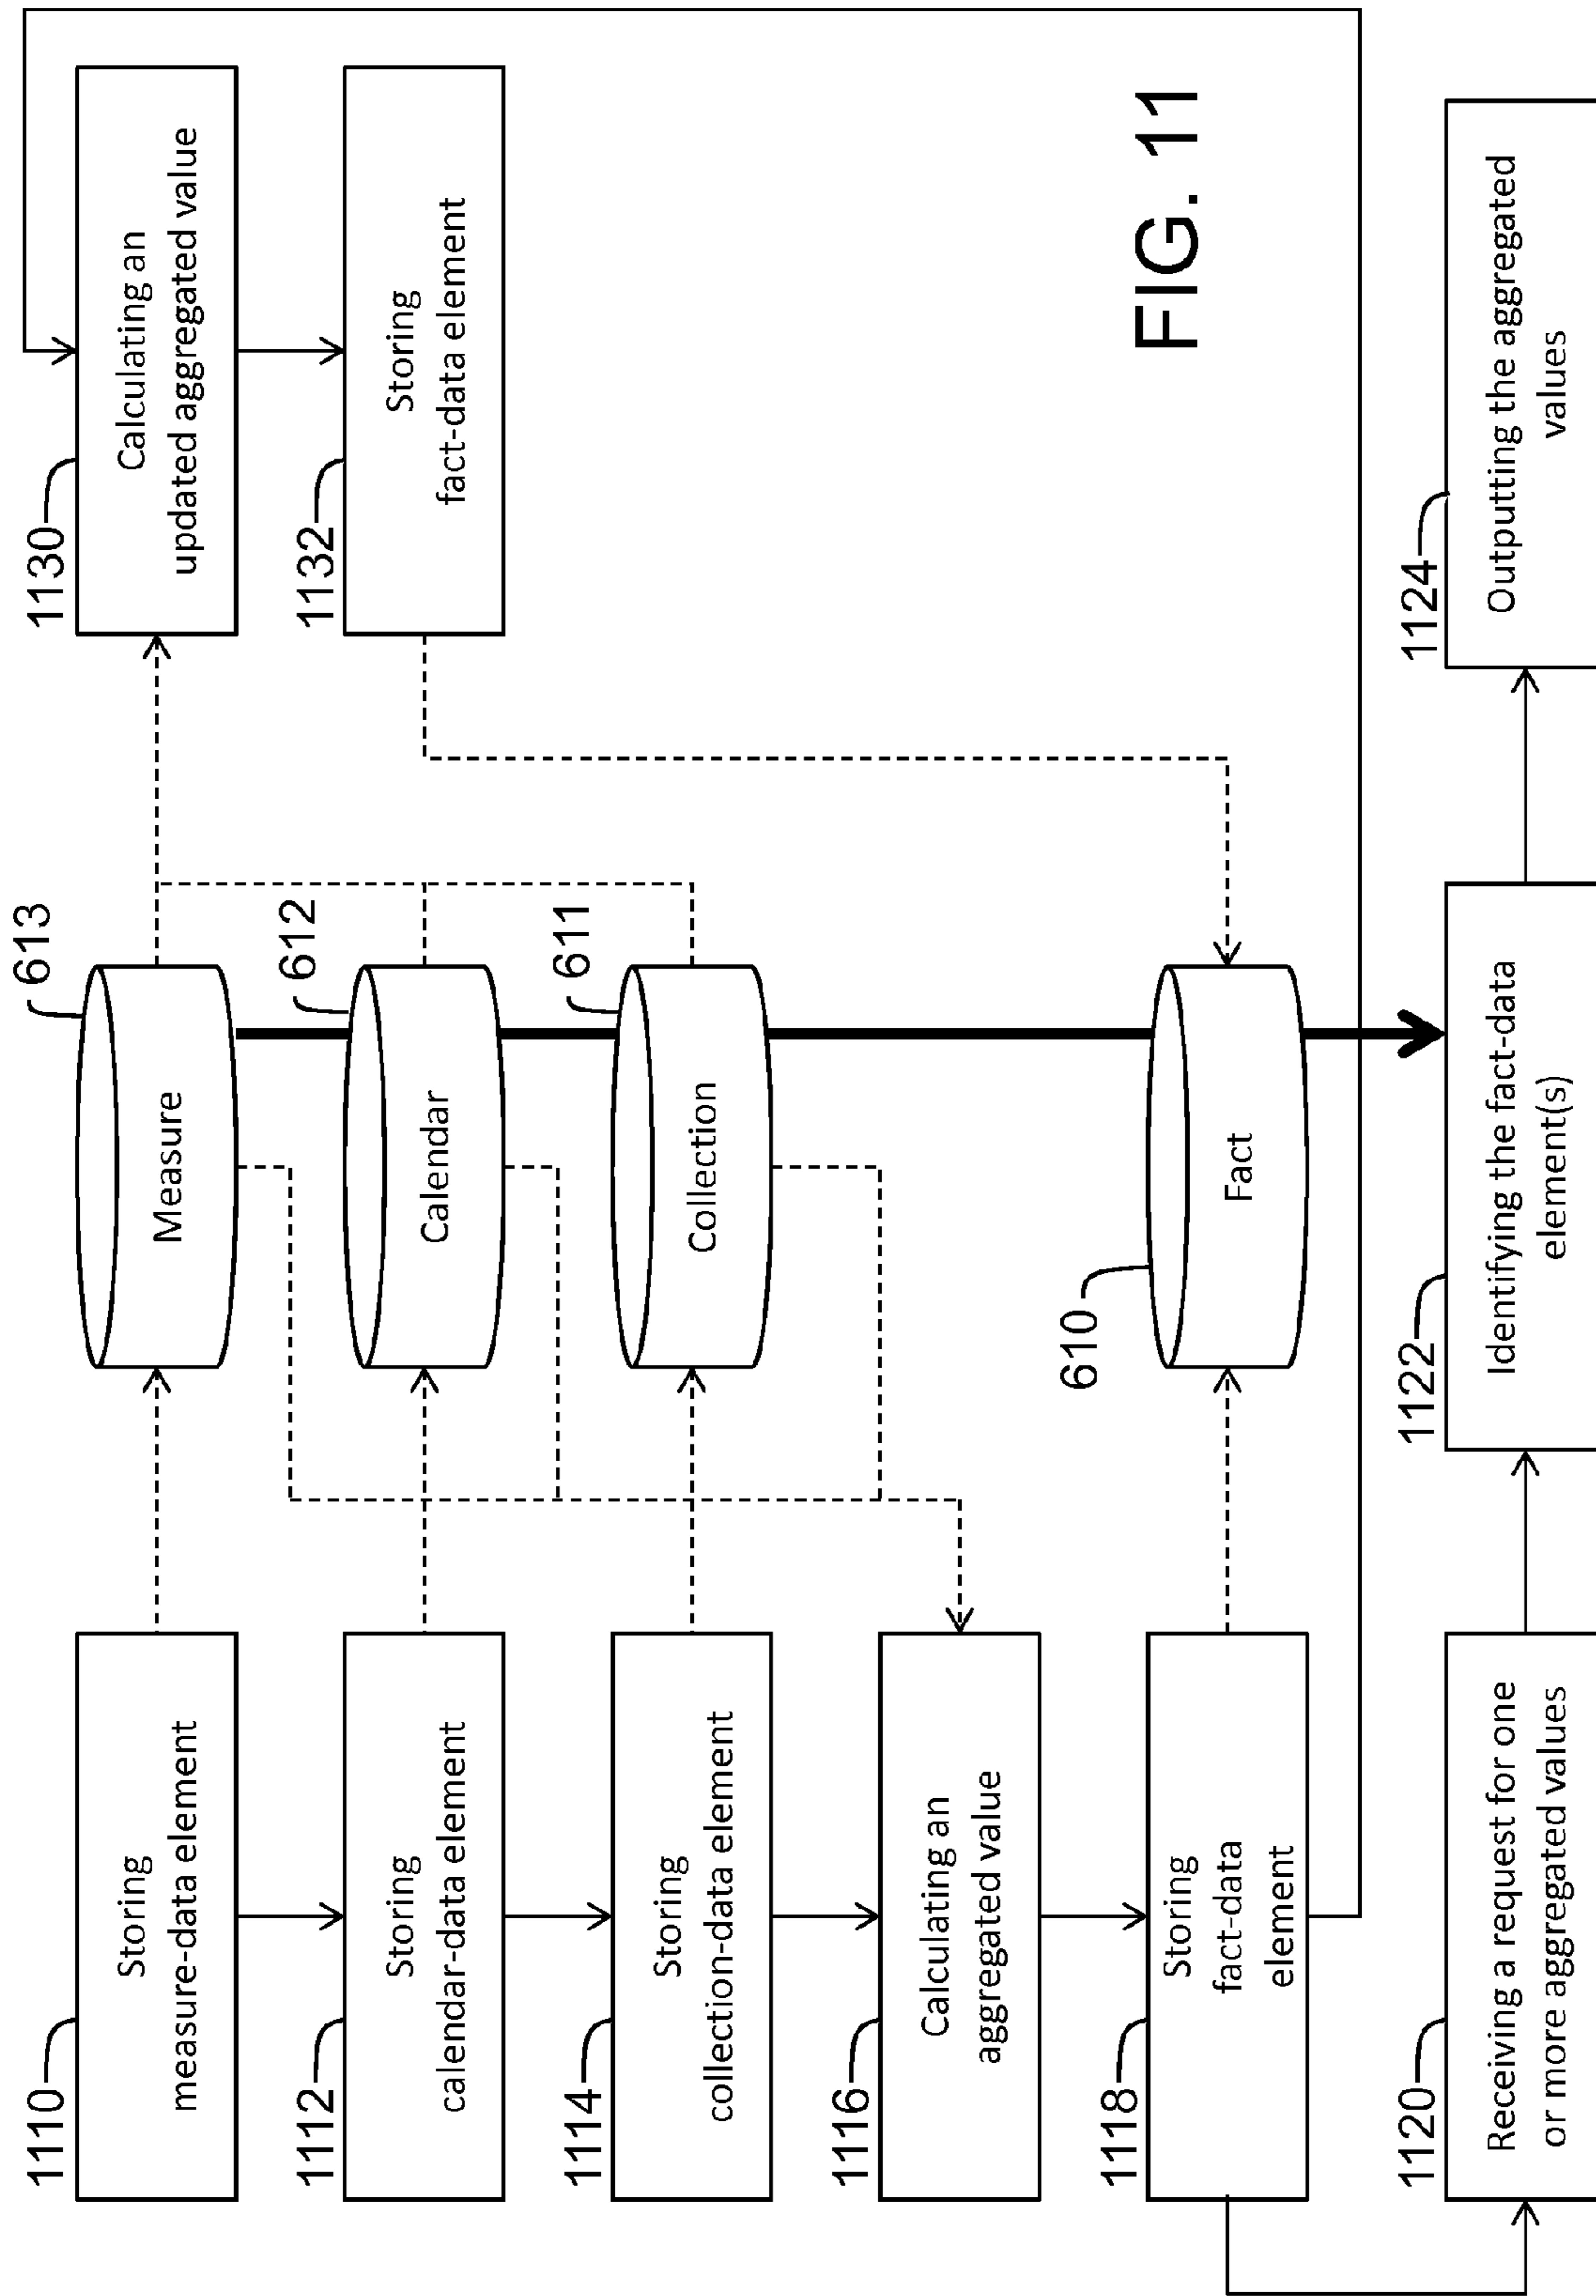 1110
Storing
measure-data element
1112
Storing
calendar-data element
1114
Storing
collection-data element
1116
Calculating an
aggregated value
1118
Storing
fact-data
element
1120
Receiving a request for one
or more aggregated values
613
Measure
612
Calendar
611
Collection
610
Fact
1122
Identifying the fact-data
element(s)
1130
Calculating an
updated aggregated value
1132
Storing
fact-data element
1124
Outputting the aggregated
values
FIG. 11